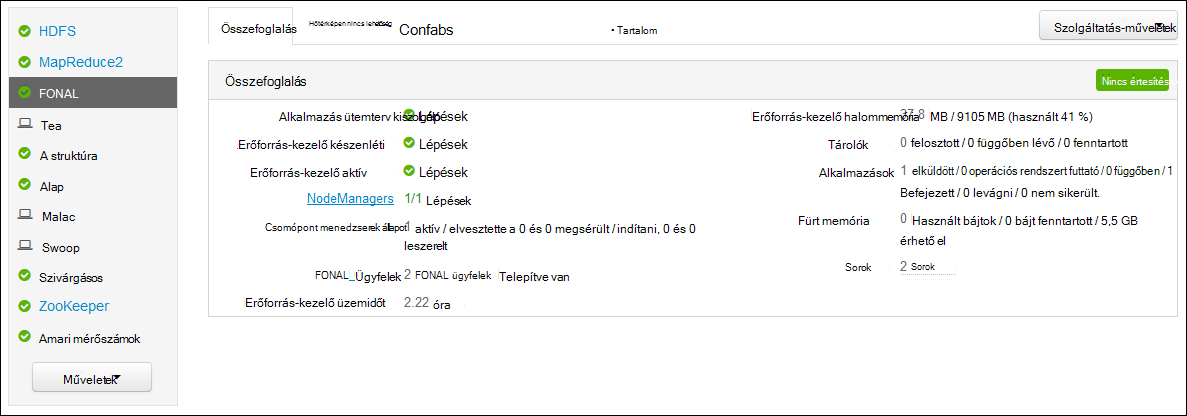 HDFS
MapReduce2
FONAL
Tea
A struktúra
Alap
Malac
Swoop
Szivárgásos
ZooKeeper
Amari mérőszámok
Műveletek
Összefoglalás
Hőtérképen nincs lehetőség
Confabs
• Tartalom
Szolgáltatás-műveletek
Összefoglalás
Nincs értesítés
Alkalmazás ütemterv kiszolgáló Lépések
Erőforrás-kezelő készenléti Lépések
Erőforrás-kezelő aktív Lépések
NodeManagers 1/1 Lépések
Csomópont menedzserek állapot 1 aktív / elvesztette a 0 és 0 megsérült / indítani, 0 és 0
leszerelt
FONAL_Ügyfelek 2 FONAL ügyfelek Telepítve van
Erőforrás-kezelő üzemidőt 2.22 óra
Erőforrás-kezelő halommemória 37.8 MB / 9105 MB (használt 41 %)
Tárolók 0 felosztott / 0 függőben lévő / 0 fenntartott
Alkalmazások 1 elküldött / 0 operációs rendszert futtató / 0 függőben / 1
Befejezett / 0 levágni / 0 nem sikerült.
Fürt memória 0 Használt bájtok / 0 bájt fenntartott / 5,5 GB
érhető el
Sorok 2 Sorok